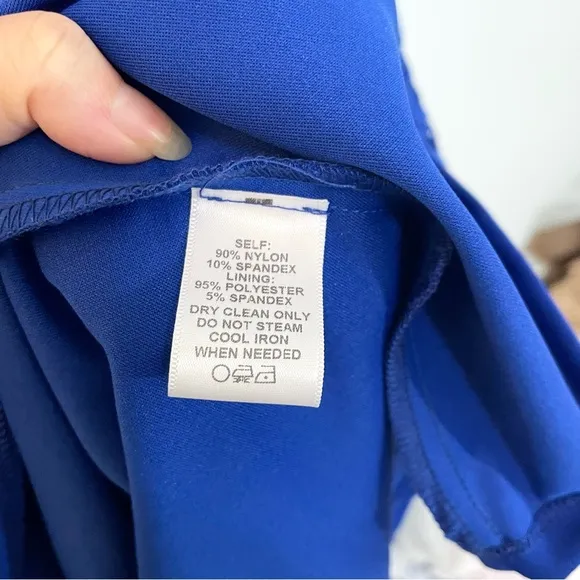 SELF:
90% NYLON
10% SPANDEX
LINING:
95% POLYESTER
5% SPANDEX
DRY CLEAN ONLY
DO NOT STEAM
COOL IRON
WHEN NEEDED